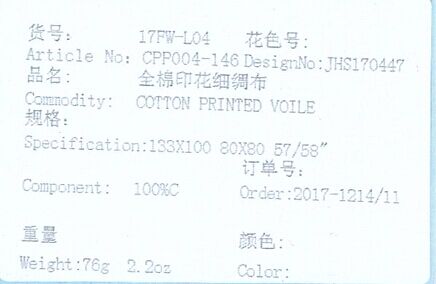 货号: 17FW-L04 花色号:
Article No: CPP004-146 DesignNo:JHS170447
品名: 全棉印花细绸布
Commodity: COTTON PRINTED VOILE
规格:
Specification:133X100 80X80 57/58"
订单号:
Component: 100%C Order:2017-1214/11
重量 颜色:
Weight:76g 2.2oz Color: